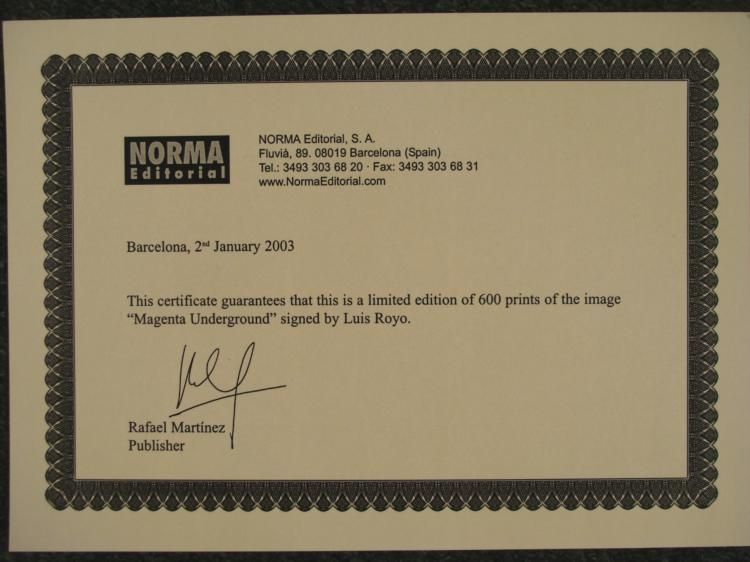 NORMA
Editorial
NORMA Editorial, S. A.
Fluvià, 89. 08019 Barcelona (Spain)
Tel.: 3493 303 68 20 · Fax: 3493 303 68 31
www.NormaEditorial.com
Barcelona, 2nd January 2003
This certificate guarantees that this is a limited edition of 600 prints of the image
“Magenta Underground” signed by Luis Royo.
Rafael Martínez
Publisher